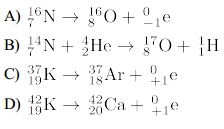 A) ¹⁶₇N → ¹⁶₈O + ⁰₋₁e
B) ¹⁴₇N + ⁴₂He → ¹⁷₈O + ¹₁H
C) ³⁷₁₉K → ³⁷₁₈Ar + ⁰₊₁e
D) ⁴²₁₉K → ⁴²₂₀Ca + ⁰₊₁e